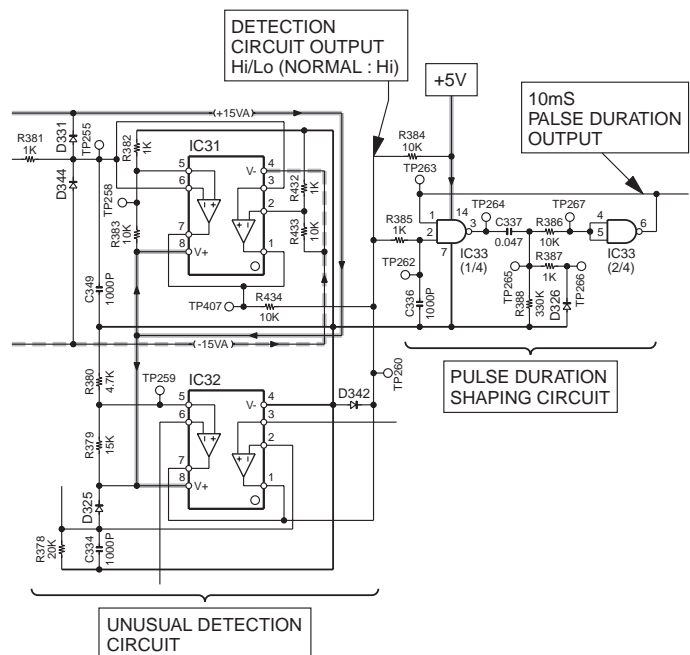 DETECTION
CIRCUIT OUTPUT
Hi/Lo (NORMAL : Hi)
+5V
10mS
PALSE DURATION
OUTPUT
(+15VA)
R381
1K
D331
D344
TP255
R382
1K
TP258
R383
10K
IC31
5
6
7
8
V+
V-
4
3
2
1
R432
1K
R433
10K
R384
10K
TP263
R385
1K
TP262
C336
1000P
1
2
14
7
3
IC33
(1/4)
TP264
C337
0.047
TP265
R388
330K
R386
10K
TP267
R387
1K
D326
TP266
4
5
6
IC33
(2/4)
C349
1000P
TP407
R434
10K
(-15VA)
R380
4.7K
TP259
R379
15K
IC32
5
6
7
8
V+
V-
4
3
2
1
D342
TP260
D325
R378
20K
C334
1000P
PULSE DURATION
SHAPING CIRCUIT
UNUSUAL DETECTION
CIRCUIT